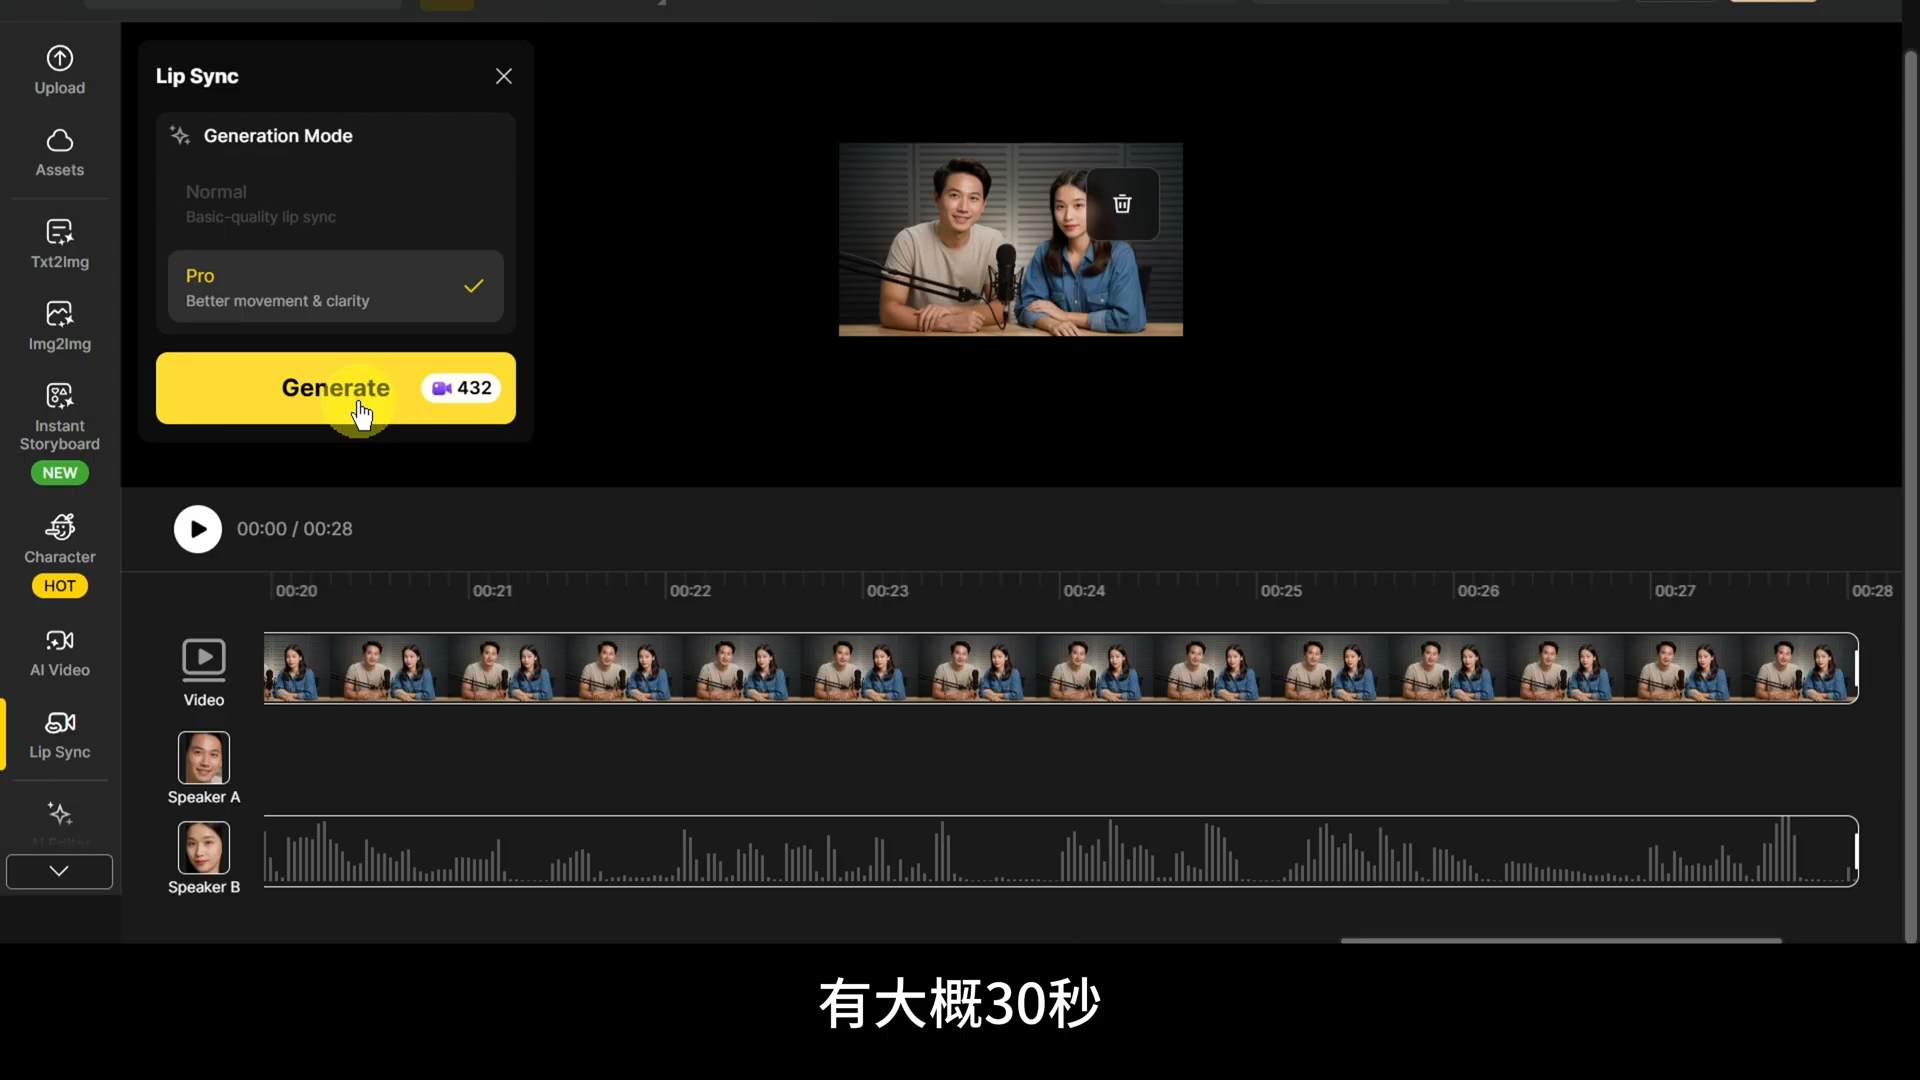 Upload
Assets
Txt2Img
Img2Img
Instant
Storyboard
NEW
Character
HOT
AI Video
Lip Sync
Lip Sync
Generation Mode
Normal
Basic-quality lip sync
Pro
Better movement & clarity
Generate 432
00:00 / 00:28
00:20 00:21 00:22 00:23 00:24 00:25 00:26 00:27 00:28
Video
Speaker A
Speaker B
有大概30秒